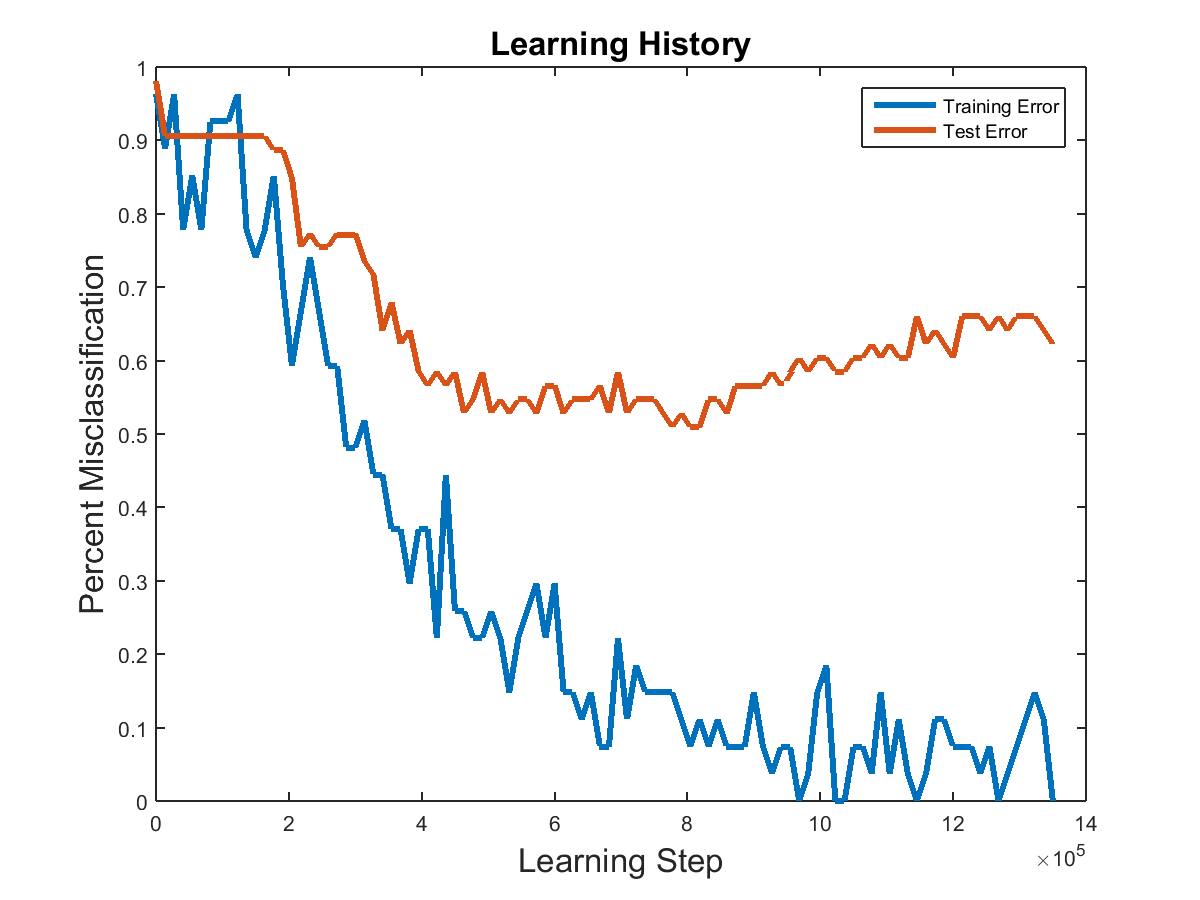 Learning History
Training Error
Test Error
Percent Misclassification
1
0.9
0.8
0.7
0.6
0.5
0.4
0.3
0.2
0.1
0
0 2 4 6 8 10 12 14
×10⁵
Learning Step